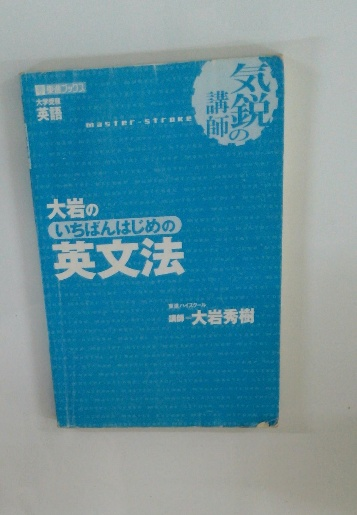 東進ブックス
大学受験
英語
master-stroke
気鋭の
講師
大岩の
いちばんはじめの
英文法
東進ハイスクール
講師―大岩秀樹